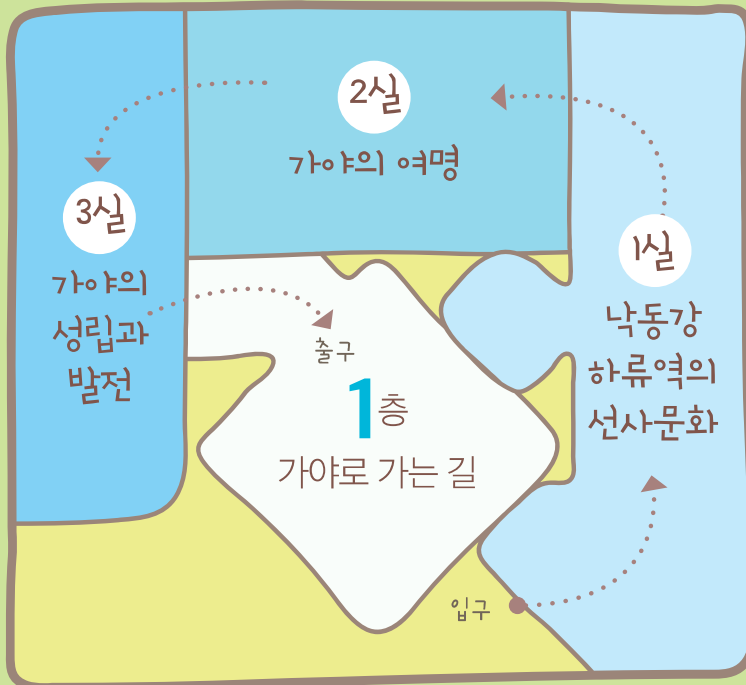 2실
가야의 여명
3실
가야의
성립과
발전
1실
낙동강
하류역의
선사문화
출구
1층
가야로 가는 길
입구